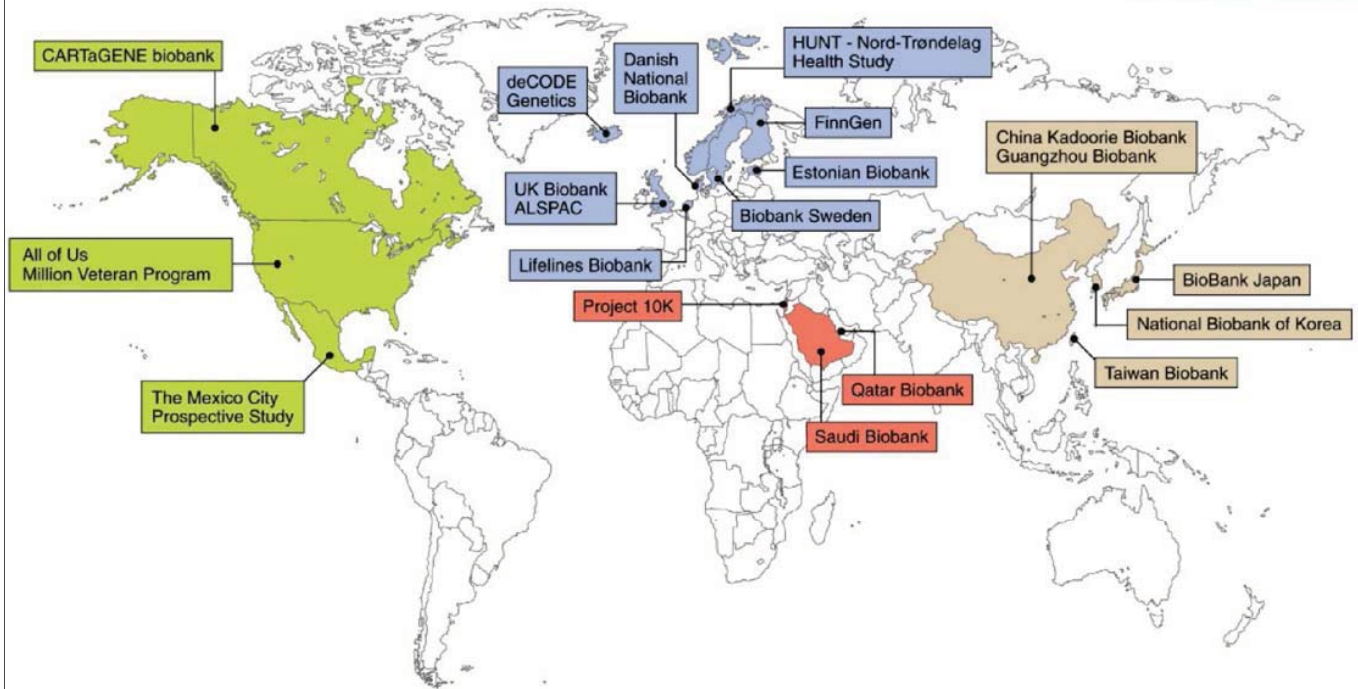 CARTaGENE biobank
All of Us
Million Veteran Program
The Mexico City
Prospective Study
deCODE
Genetics
Danish
National
Biobank
HUNT - Nord-Trøndelag
Health Study
FinnGen
UK Biobank
ALSPAC
Estonian Biobank
Biobank Sweden
Lifelines Biobank
Project 10K
Qatar Biobank
Saudi Biobank
China Kadoorie Biobank
Guangzhou Biobank
BioBank Japan
National Biobank of Korea
Taiwan Biobank